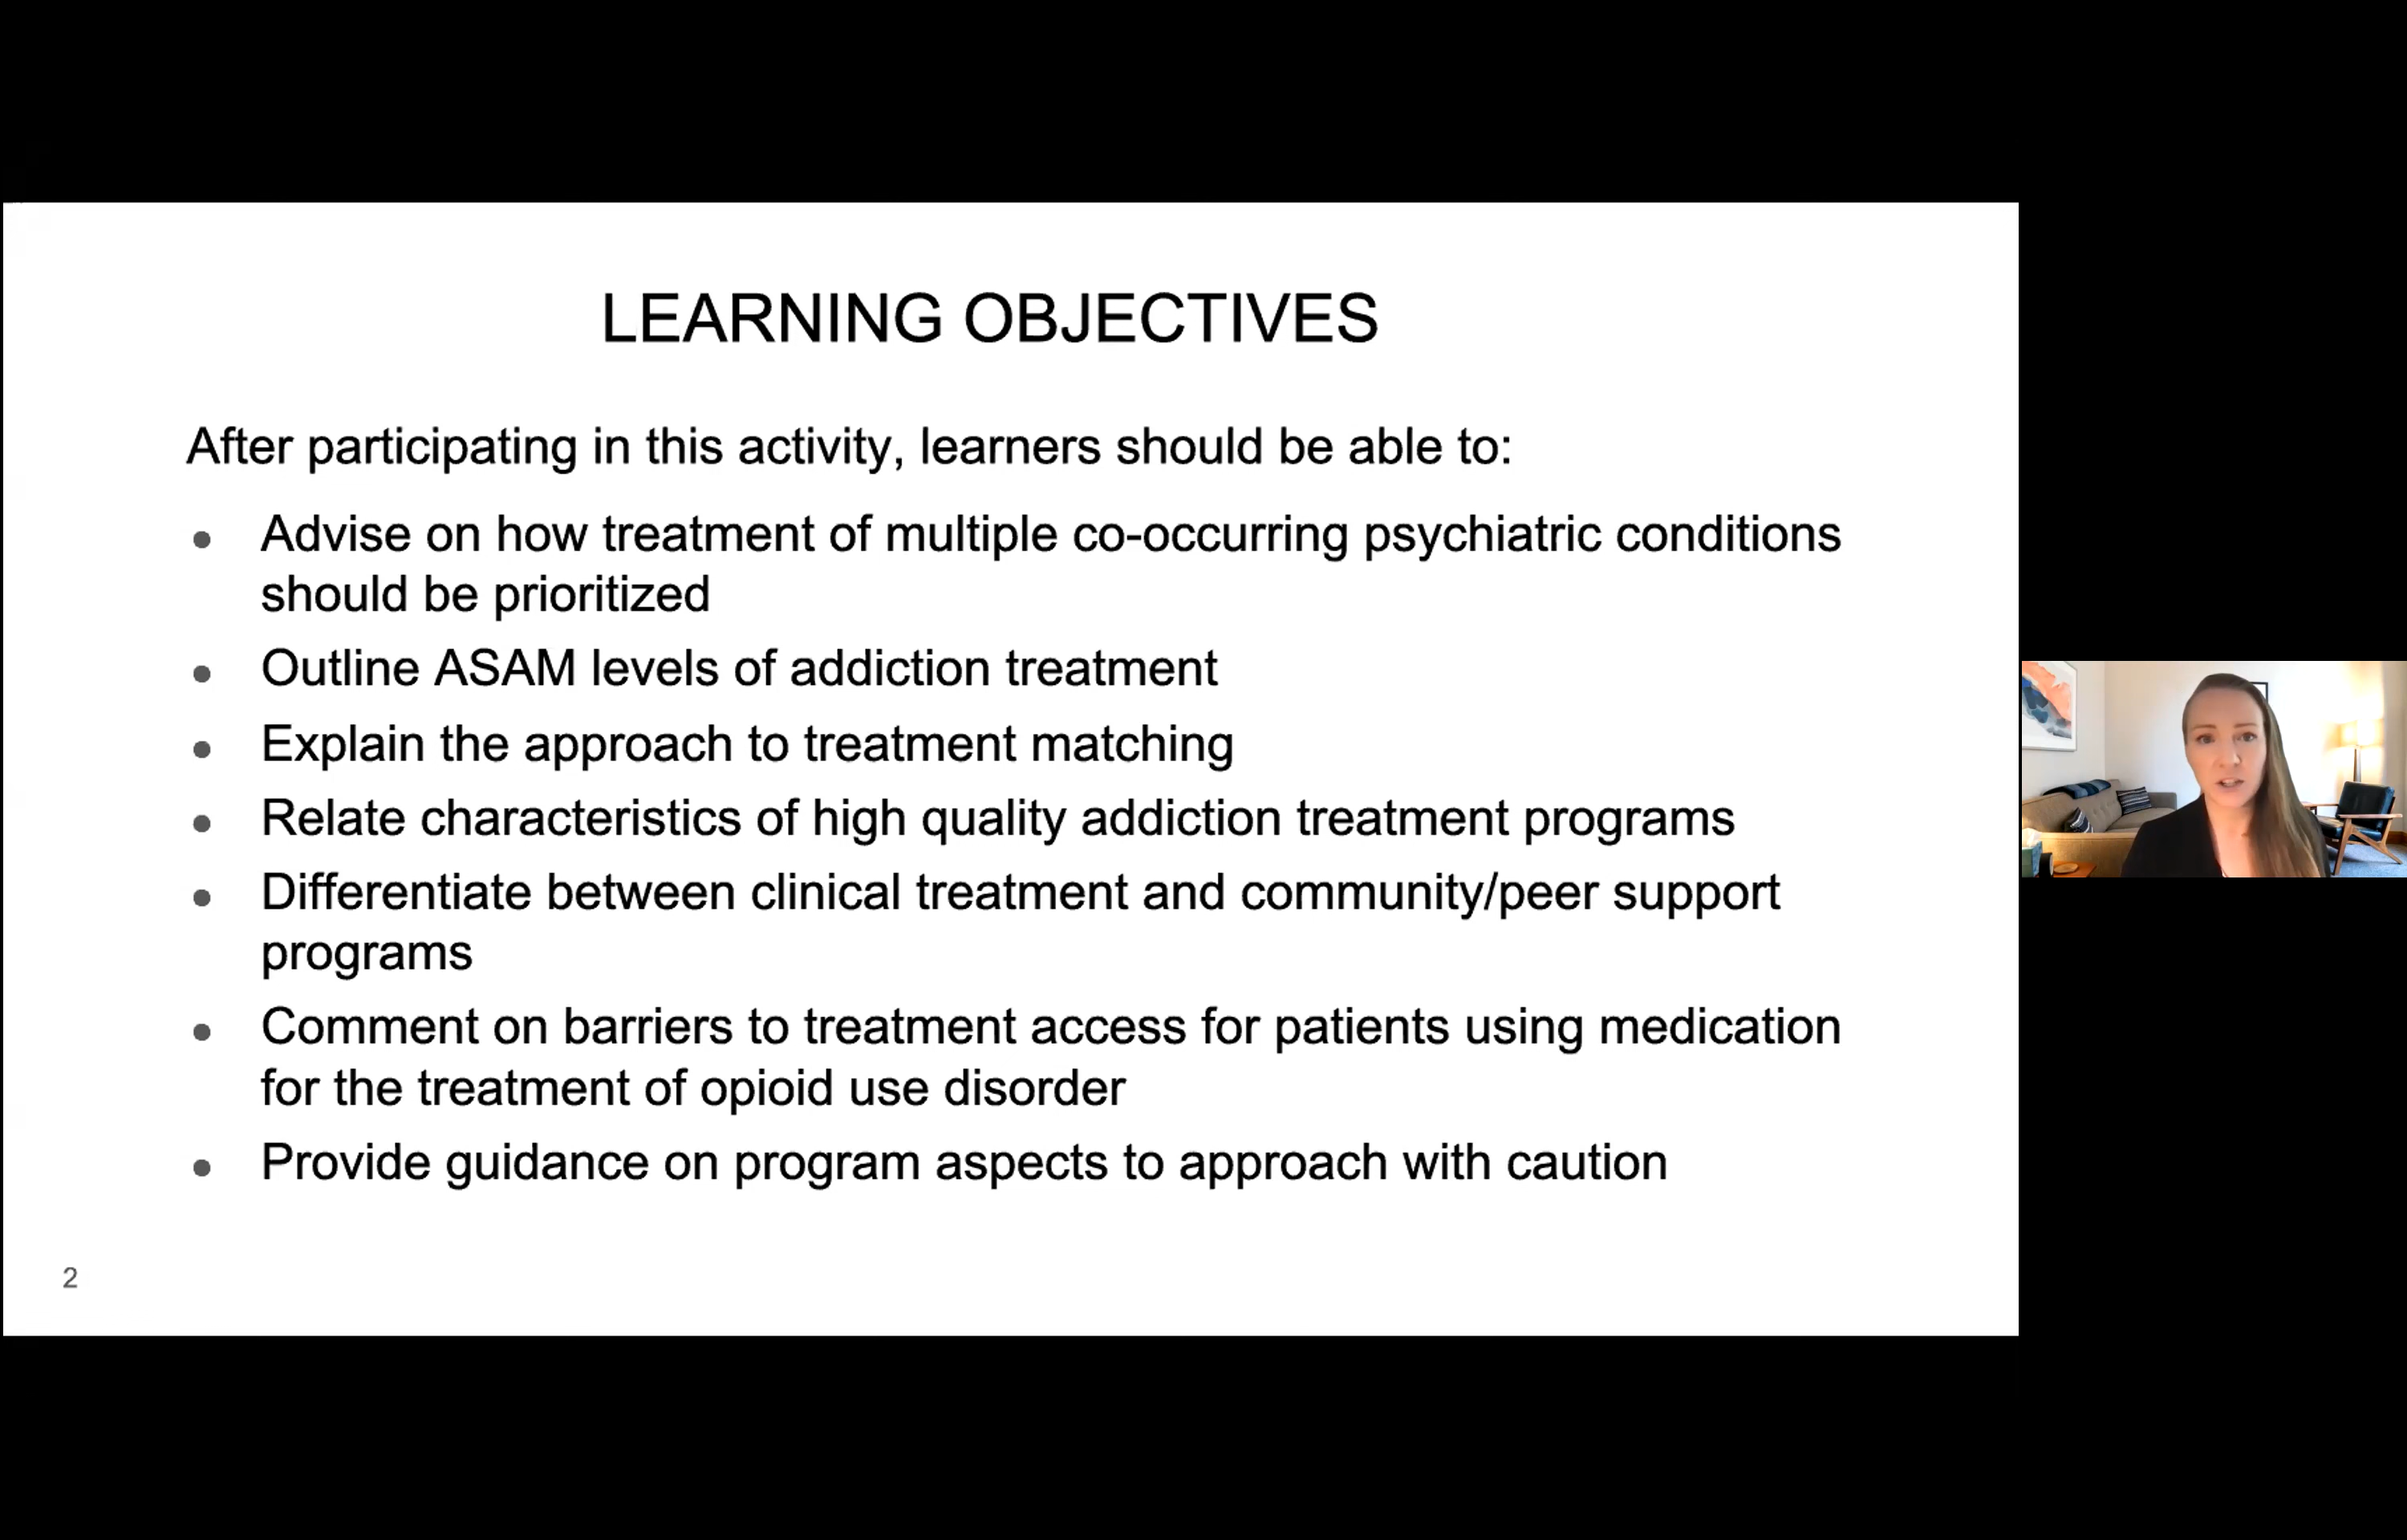 LEARNING OBJECTIVES
After participating in this activity, learners should be able to:
● Advise on how treatment of multiple co-occurring psychiatric conditions
should be prioritized
● Outline ASAM levels of addiction treatment
● Explain the approach to treatment matching
● Relate characteristics of high quality addiction treatment programs
● Differentiate between clinical treatment and community/peer support
programs
● Comment on barriers to treatment access for patients using medication
for the treatment of opioid use disorder
● Provide guidance on program aspects to approach with caution
2